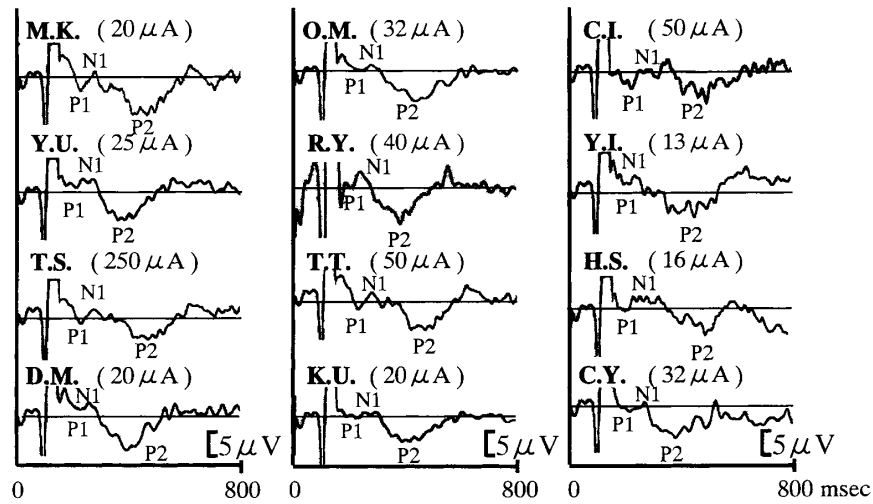 M.K. (20 μA)
N1
P1
P2
Y.U. (25 μA)
N1
P1
P2
T.S. (250 μA)
N1
P1
P2
D.M. (20 μA)
N1
P1
P2
5 μV
0 800
O.M. (32 μA)
N1
P1
P2
R.Y. (40 μA)
N1
P1
P2
T.T. (50 μA)
N1
P1
P2
K.U. (20 μA)
N1
P1
P2
5 μV
0 800
C.I. (50 μA)
N1
P1
P2
Y.I. (13 μA)
N1
P1
P2
H.S. (16 μA)
N1
P1
P2
C.Y. (32 μA)
N1
P1
P2
5 μV
0 800 msec